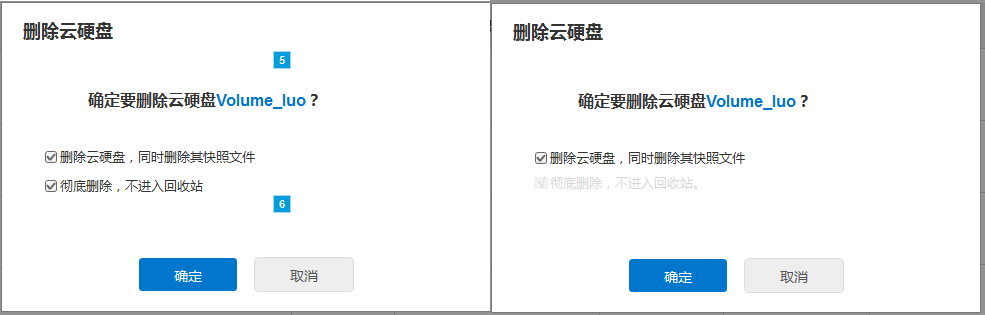 删除云硬盘
5
确定要删除云硬盘Volume_luo？
删除云硬盘，同时删除其快照文件
彻底删除，不进入回收站
6
确定
取消
删除云硬盘
确定要删除云硬盘Volume_luo？
删除云硬盘，同时删除其快照文件
彻底删除，不进入回收站。
确定
取消